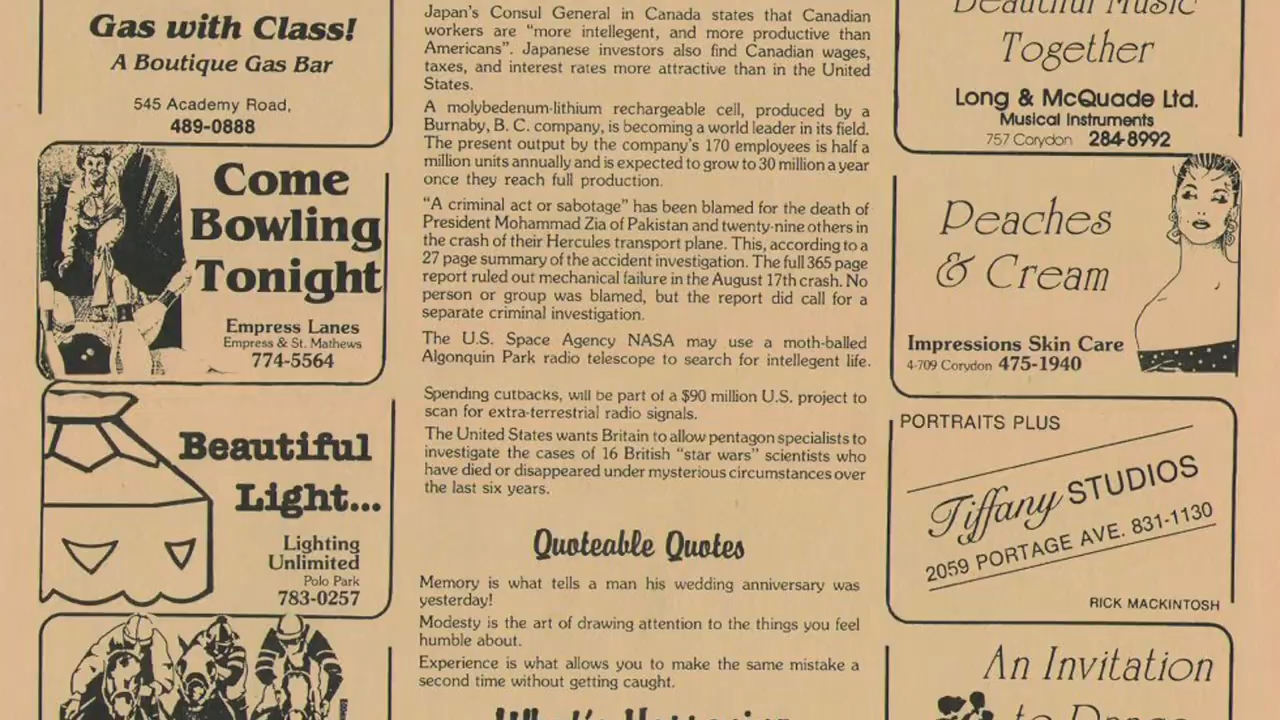 Gas with Class!
A Boutique Gas Bar
545 Academy Road,
489-0888
Come
Bowling
Tonight
Empress Lanes
Empress & St. Mathews
774-5564
Beautiful
Light...
Lighting
Unlimited
Polo Park
783-0257
Japan's Consul General in Canada states that Canadian
workers are “more intellegent, and more productive than
Americans”. Japanese investors also find Canadian wages,
taxes, and interest rates more attractive than in the United
States.
A molybedenum-lithium rechargeable cell, produced by a
Burnaby, B. C. company, is becoming a world leader in its field.
The present output by the company's 170 employees is half a
million units annually and is expected to grow to 30 million a year
once they reach full production.
“A criminal act or sabotage” has been blamed for the death of
President Mohammad Zia of Pakistan and twenty-nine others in
the crash of their Hercules transport plane. This, according to a
27 page summary of the accident investigation. The full 365 page
report ruled out mechanical failure in the August 17th crash. No
person or group was blamed, but the report did call for a
separate criminal investigation.
The U.S. Space Agency NASA may use a moth-balled
Algonquin Park radio telescope to search for intellegent life.
Spending cutbacks, will be part of a $90 million U.S. project to
scan for extra-terrestrial radio signals.
The United States wants Britain to allow pentagon specialists to
investigate the cases of 16 British “star wars” scientists who
have died or disappeared under mysterious circumstances over
the last six years.
Quoteable Quotes
Memory is what tells a man his wedding anniversary was
yesterday!
Modesty is the art of drawing attention to the things you feel
humble about.
Experience is what allows you to make the same mistake a
second time without getting caught.
What's Happening
Beautiful Music
Together
Long & McQuade Ltd.
Musical Instruments
757 Corydon 284-8992
Peaches
& Cream
Impressions Skin Care
4-709 Corydon 475-1940
PORTRAITS PLUS
Tiffany STUDIOS
2059 PORTAGE AVE. 831-1130
RICK MACKINTOSH
An Invitation
to Dance